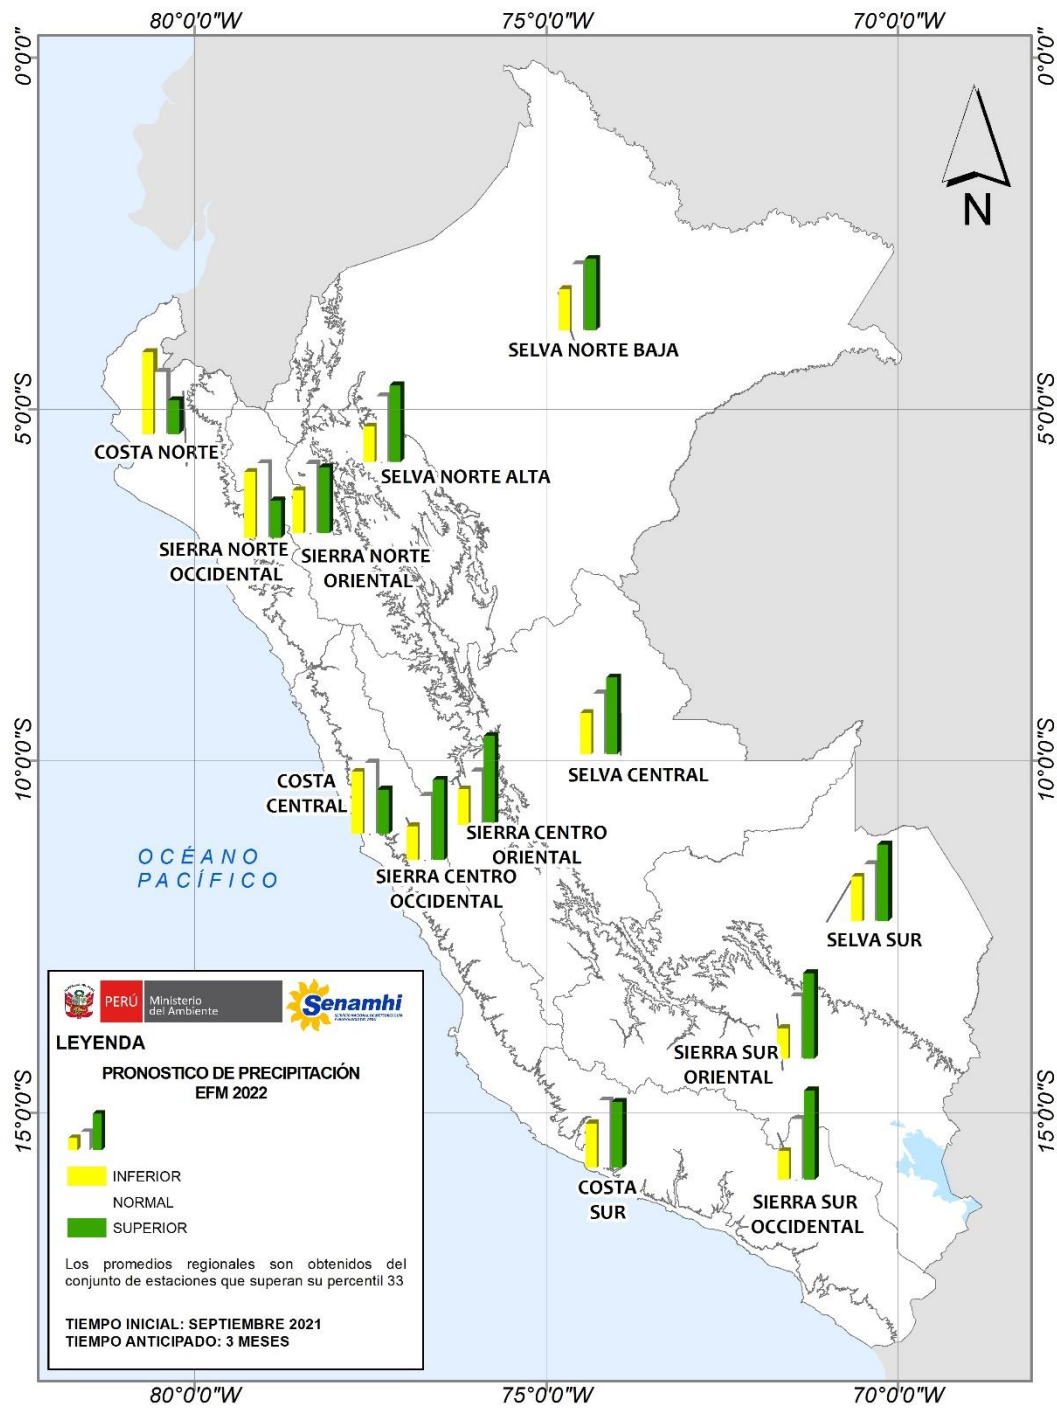 80°0'0"W
75°0'0"W
70°0'0"W
0°0'0"
0°0'0"
N
SELVA NORTE BAJA
5°0'0"S
5°0'0"S
COSTA NORTE
SELVA NORTE ALTA
SIERRA NORTE
OCCIDENTAL
SIERRA NORTE
ORIENTAL
10°0'0"S
10°0'0"S
SELVA CENTRAL
COSTA
CENTRAL
SIERRA CENTRO
ORIENTAL
SIERRA CENTRO
OCCIDENTAL
OCÉANO
PACÍFICO
SELVA SUR
SIERRA SUR
ORIENTAL
15°0'0"S
15°0'0"S
COSTA
SUR
SIERRA SUR
OCCIDENTAL
PERÚ
Ministerio
del Ambiente
Senamhi
LEYENDA
PRONOSTICO DE PRECIPITACIÓN
EFM 2022
INFERIOR
NORMAL
SUPERIOR
Los promedios regionales son obtenidos del
conjunto de estaciones que superan su percentil 33
TIEMPO INICIAL: SEPTIEMBRE 2021
TIEMPO ANTICIPADO: 3 MESES
80°0'0"W
75°0'0"W
70°0'0"W